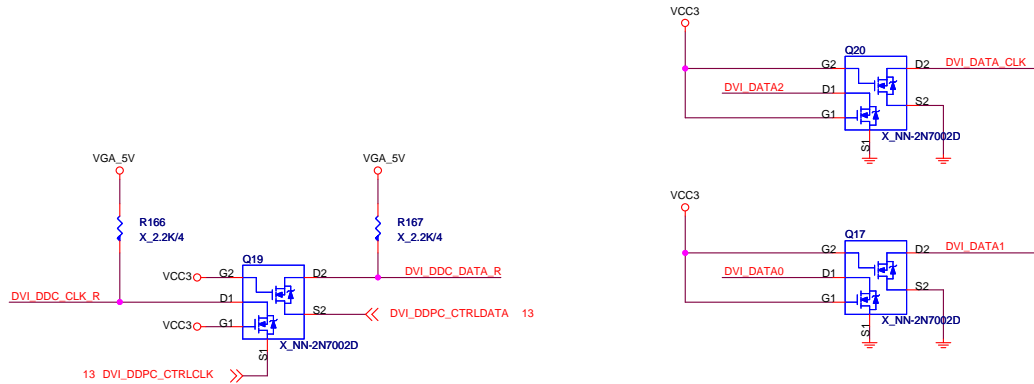 VCC3
Q20
G2
D2
DVI_DATA_CLK
DVI_DATA2
D1
S2
G1
X_NN-2N7002D
S1
VGA_5V
VGA_5V
VCC3
R166
X_2.2K/4
R167
X_2.2K/4
Q17
G2
D2
DVI_DATA1
DVI_DATA0
D1
S2
G1
X_NN-2N7002D
S1
Q19
VCC3
G2
D2
DVI_DDC_DATA_R
DVI_DDC_CLK_R
D1
S2
DVI_DDPC_CTRLDATA 13
VCC3
G1
X_NN-2N7002D
S1
13 DVI_DDPC_CTRLCLK